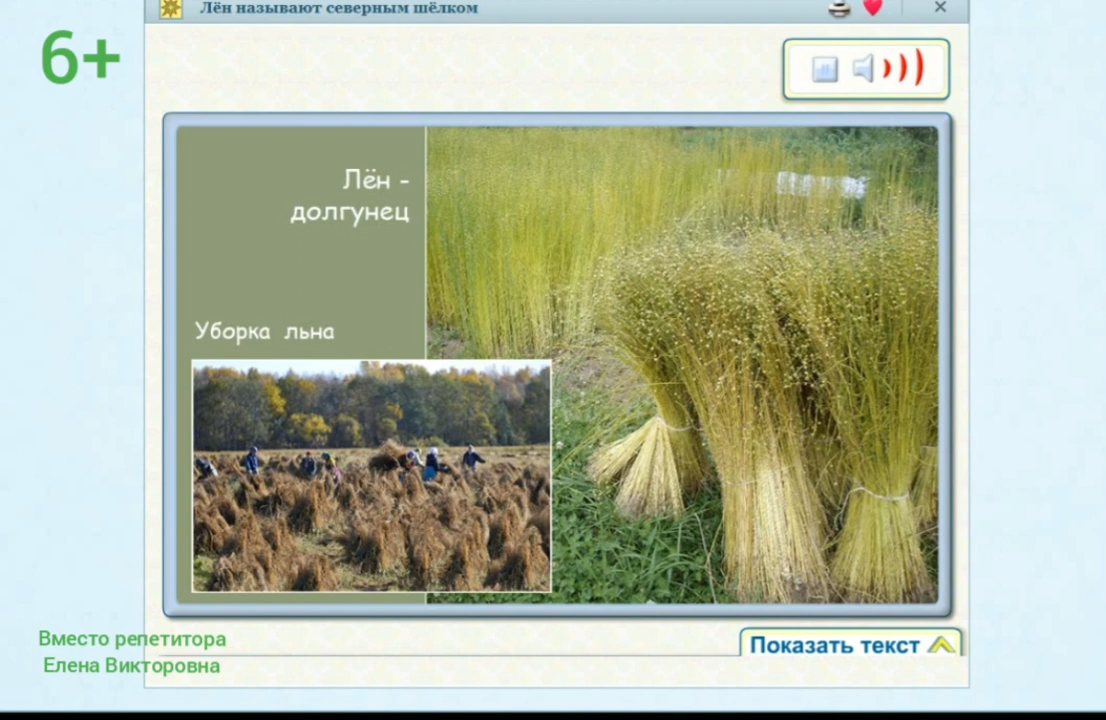 Лён называют северным шёлком
6+
Лён -
долгунец
Уборка льна
Вместо репетитора
Елена Викторовна
Показать текст